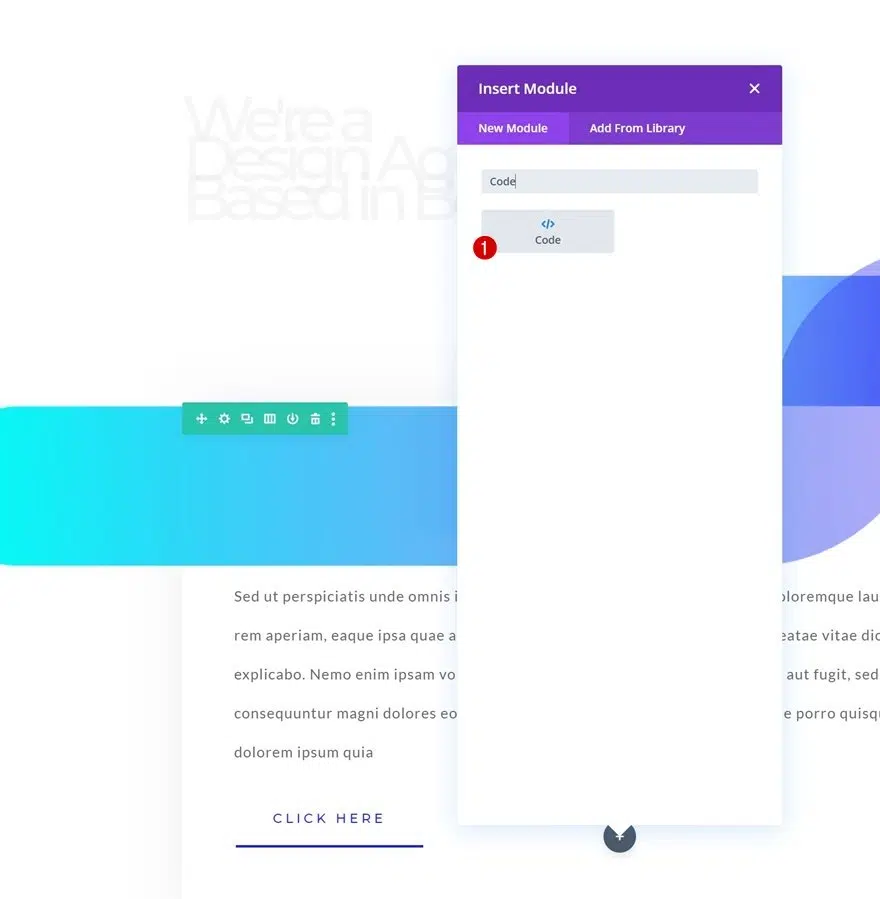 We're a
Design Ag
Based in B
Insert Module
New Module
Add From Library
Code
Code
1
Sed ut perspiciatis unde omnis i
oloremque lau
rem aperiam, eaque ipsa quae a
eatae vitae dic
explicabo. Nemo enim ipsam vo
aut fugit, sed
consequuntur magni dolores eo
e porro quisqu
dolorem ipsum quia
CLICK HERE